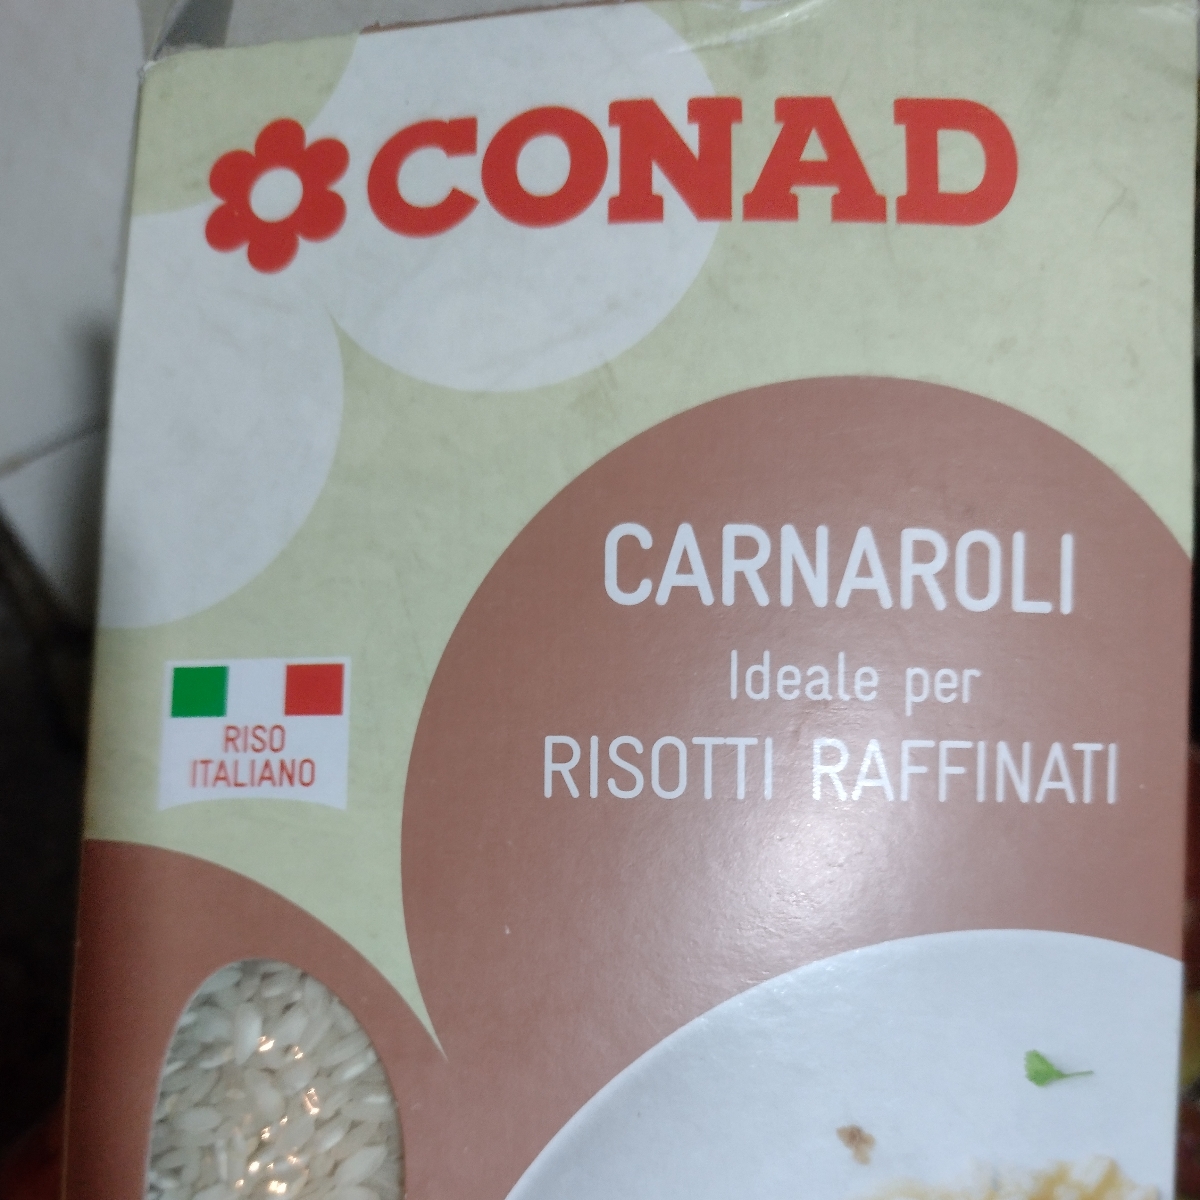 CONAD
CARNAROLI
Ideale per
RISOTTI RAFFINATI
RISO
ITALIANO